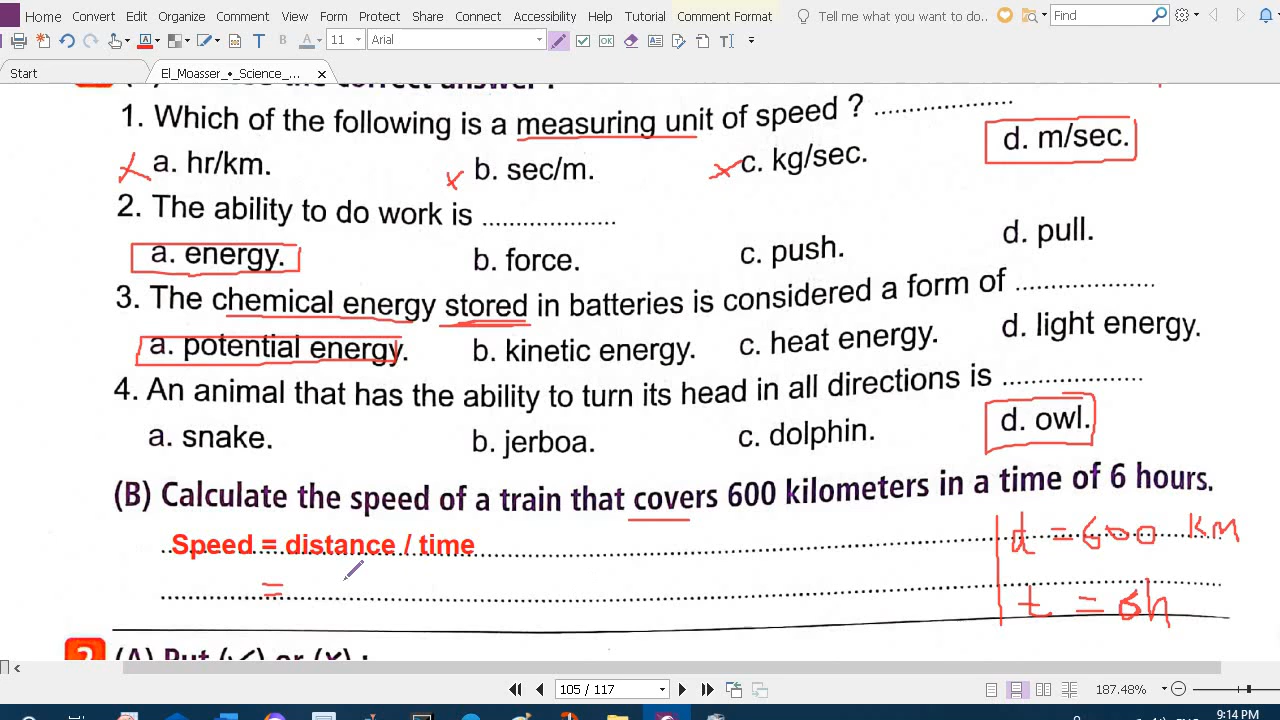 Home Convert Edit Organize Comment View Form Protect Share Connect Accessibility Help Tutorial Comment Format Tell me what you want to do.. Find
11 Arial
Start El_Moasser_•_Science_... ×
correct answer :
1. Which of the following is a measuring unit of speed ? ....................
a. hr/km. b. sec/m. c. kg/sec. d. m/sec.
2. The ability to do work is ....................
a. energy. b. force. c. push. d. pull.
3. The chemical energy stored in batteries is considered a form of ....................
a. potential energy. b. kinetic energy. c. heat energy. d. light energy.
4. An animal that has the ability to turn its head in all directions is ....................
a. snake. b. jerboa. c. dolphin. d. owl.
(B) Calculate the speed of a train that covers 600 kilometers in a time of 6 hours.
Speed = distance / time
d = 600 KM
=
t = 6h
2 (A) Put (✓) or (X) :
105 / 117 187.48%
9:14 PM